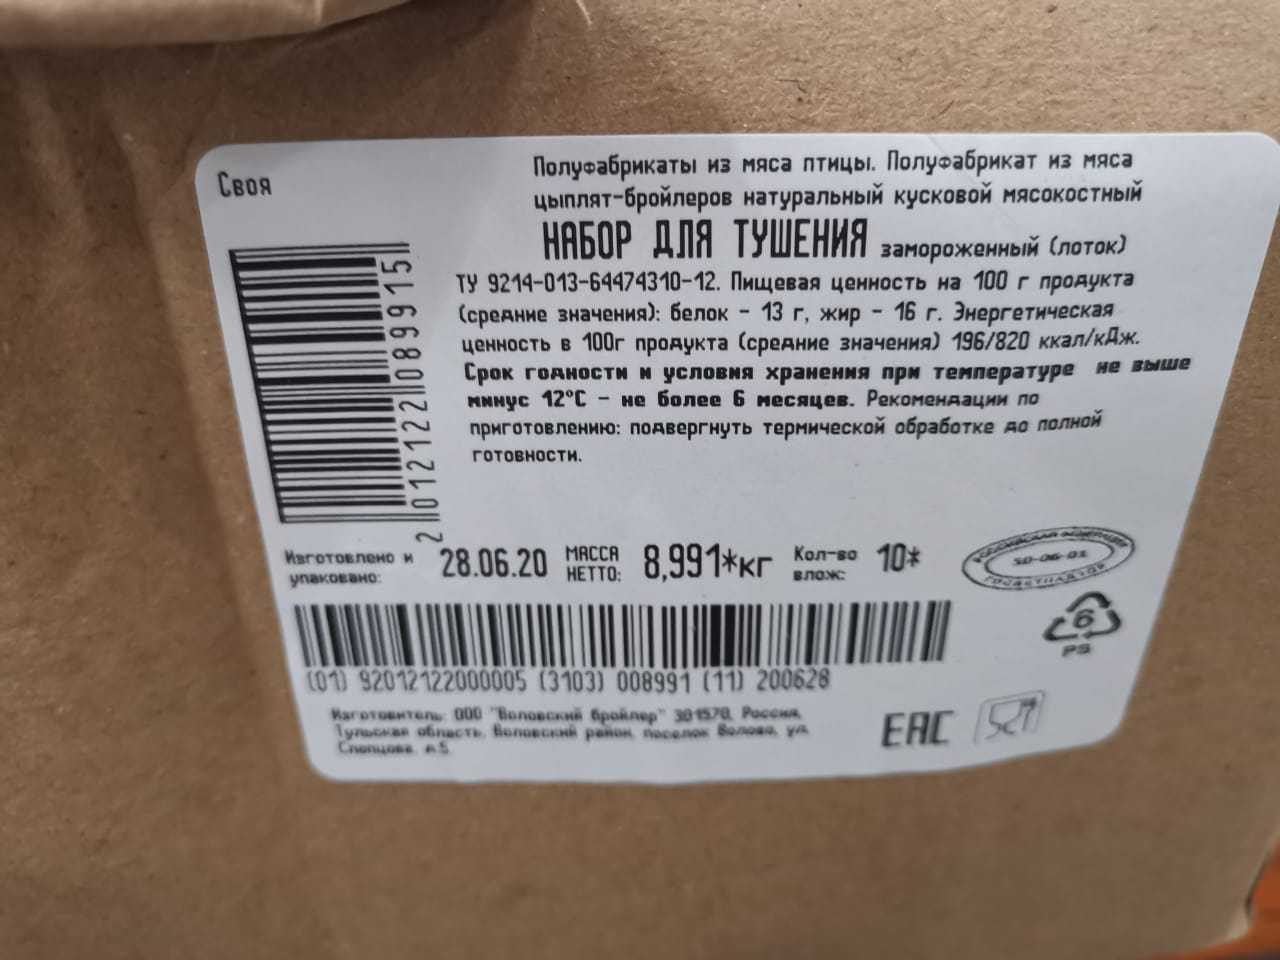 Своя
Полуфабрикаты из мяса птицы. Полуфабрикат из мяса
цыплят-бройлеров натуральный кусковой мясокостный
НАБОР ДЛЯ ТУШЕНИЯ замороженный (лоток)
ТУ 9214-013-64474310-12. Пищевая ценность на 100 г продукта
(средние значения): белок - 13 г, жир - 16 г. Энергетическая
ценность в 100г продукта (средние значения) 196/820 ккал/кДж.
Срок годности и условия хранения при температуре не выше
минус 12°С - не более 6 месяцев. Рекомендации по
приготовлению: подвергнуть термической обработке до полной
готовности.
2 012122 089915
Изготовлено и
упаковано:
28.06.20
МАССА
НЕТТО:
8,991*кг
Кол-во
влож:
10*
6
PS
(01) 92012122000005 (3103) 008991 (11) 200628
Изготовитель: ООО "Воловский бройлер" 301570, Россия,
Тульская область, Воловский район, поселок Волово, ул.
Слепцова, д.5
EAC